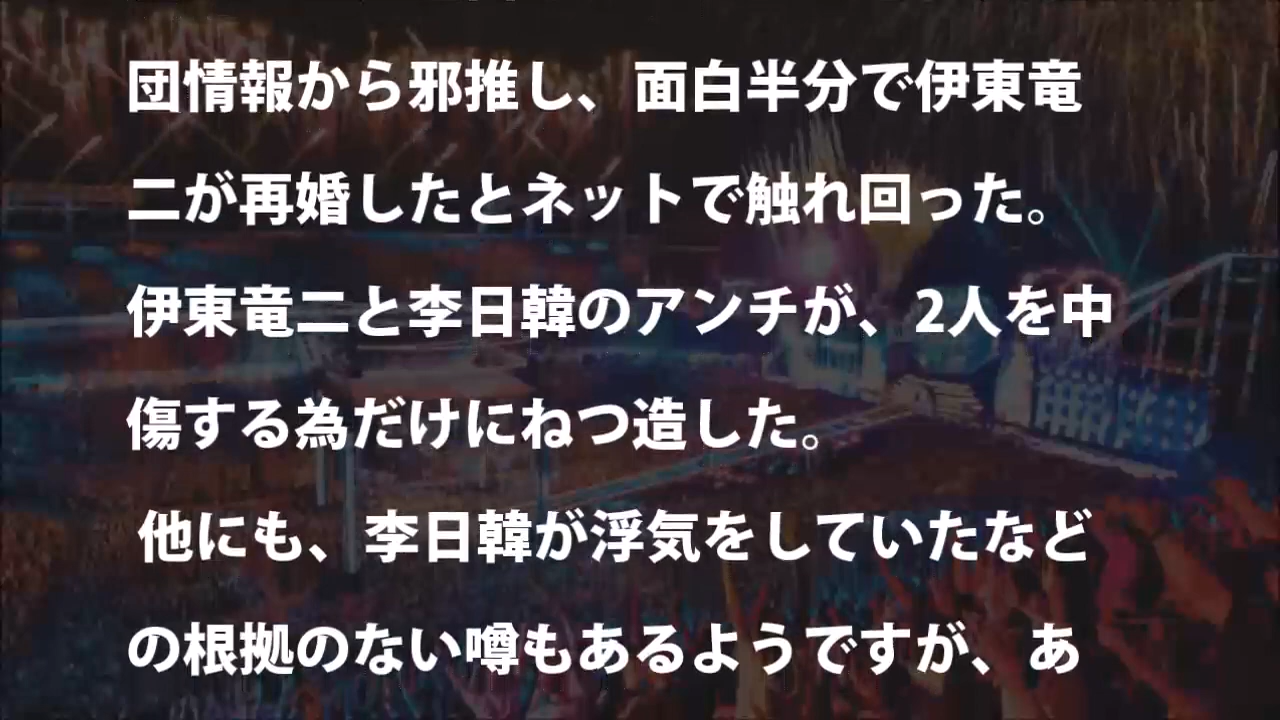 団情報から邪推し、面白半分で伊東竜
二が再婚したとネットで触れ回った。
伊東竜二と李日韓のアンチが、2人を中
傷する為だけにねつ造した。
他にも、李日韓が浮気をしていたなど
の根拠のない噂もあるようですが、あ